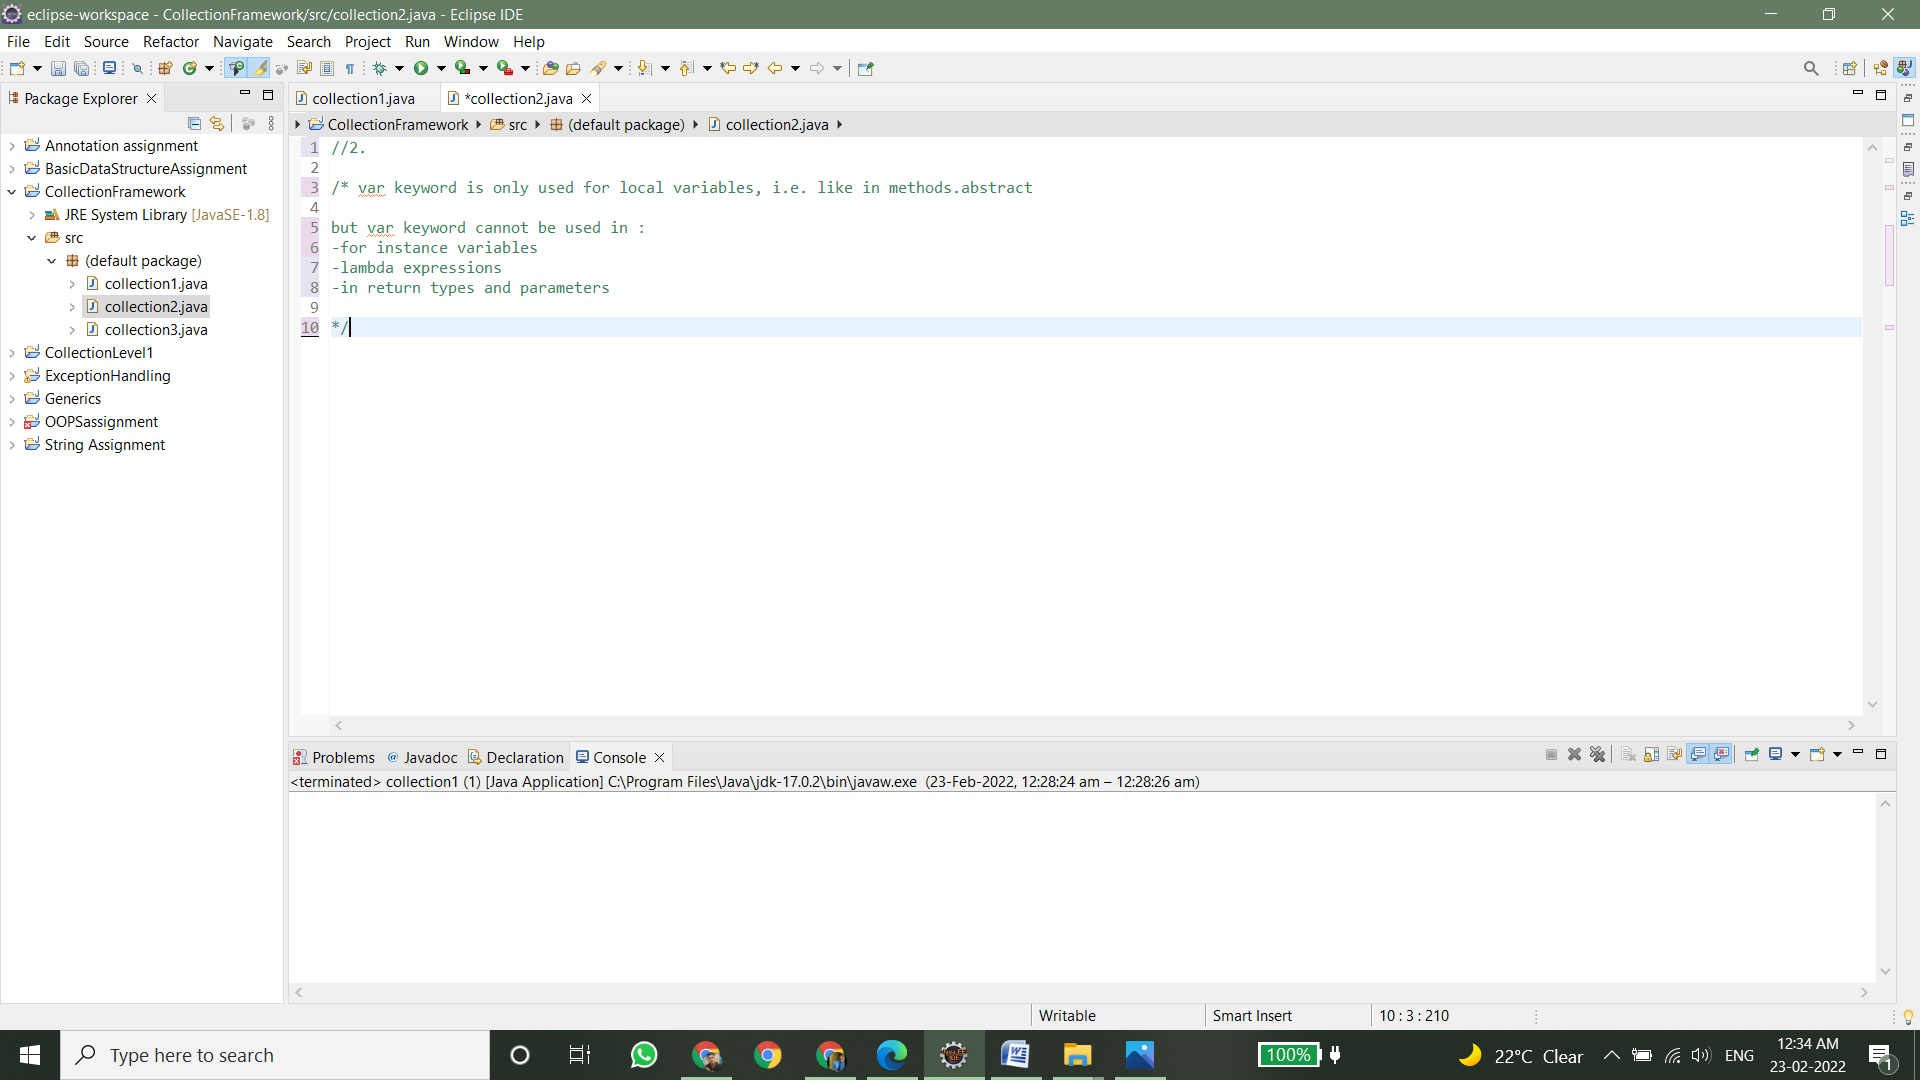 eclipse-workspace - CollectionFramework/src/collection2.java - Eclipse IDE
File Edit Source Refactor Navigate Search Project Run Window Help
Package Explorer
collection1.java
*collection2.java
CollectionFramework
src
(default package)
collection2.java
Annotation assignment
BasicDataStructureAssignment
CollectionFramework
JRE System Library [JavaSE-1.8]
src
(default package)
collection1.java
collection2.java
collection3.java
CollectionLevel1
ExceptionHandling
Generics
OOPSassignment
String Assignment
1 //2.
2
3 /* var keyword is only used for local variables, i.e. like in methods.abstract
4
5 but var keyword cannot be used in :
6 -for instance variables
7 -lambda expressions
8 -in return types and parameters
9
10 */
Problems @ Javadoc Declaration Console
<terminated> collection1 (1) [Java Application] C:\Program Files\Java\jdk-17.0.2\bin\javaw.exe (23-Feb-2022, 12:28:24 am – 12:28:26 am)
Writable Smart Insert 10 : 3 : 210
Type here to search
100%
22°C Clear
ENG
12:34 AM
23-02-2022
1